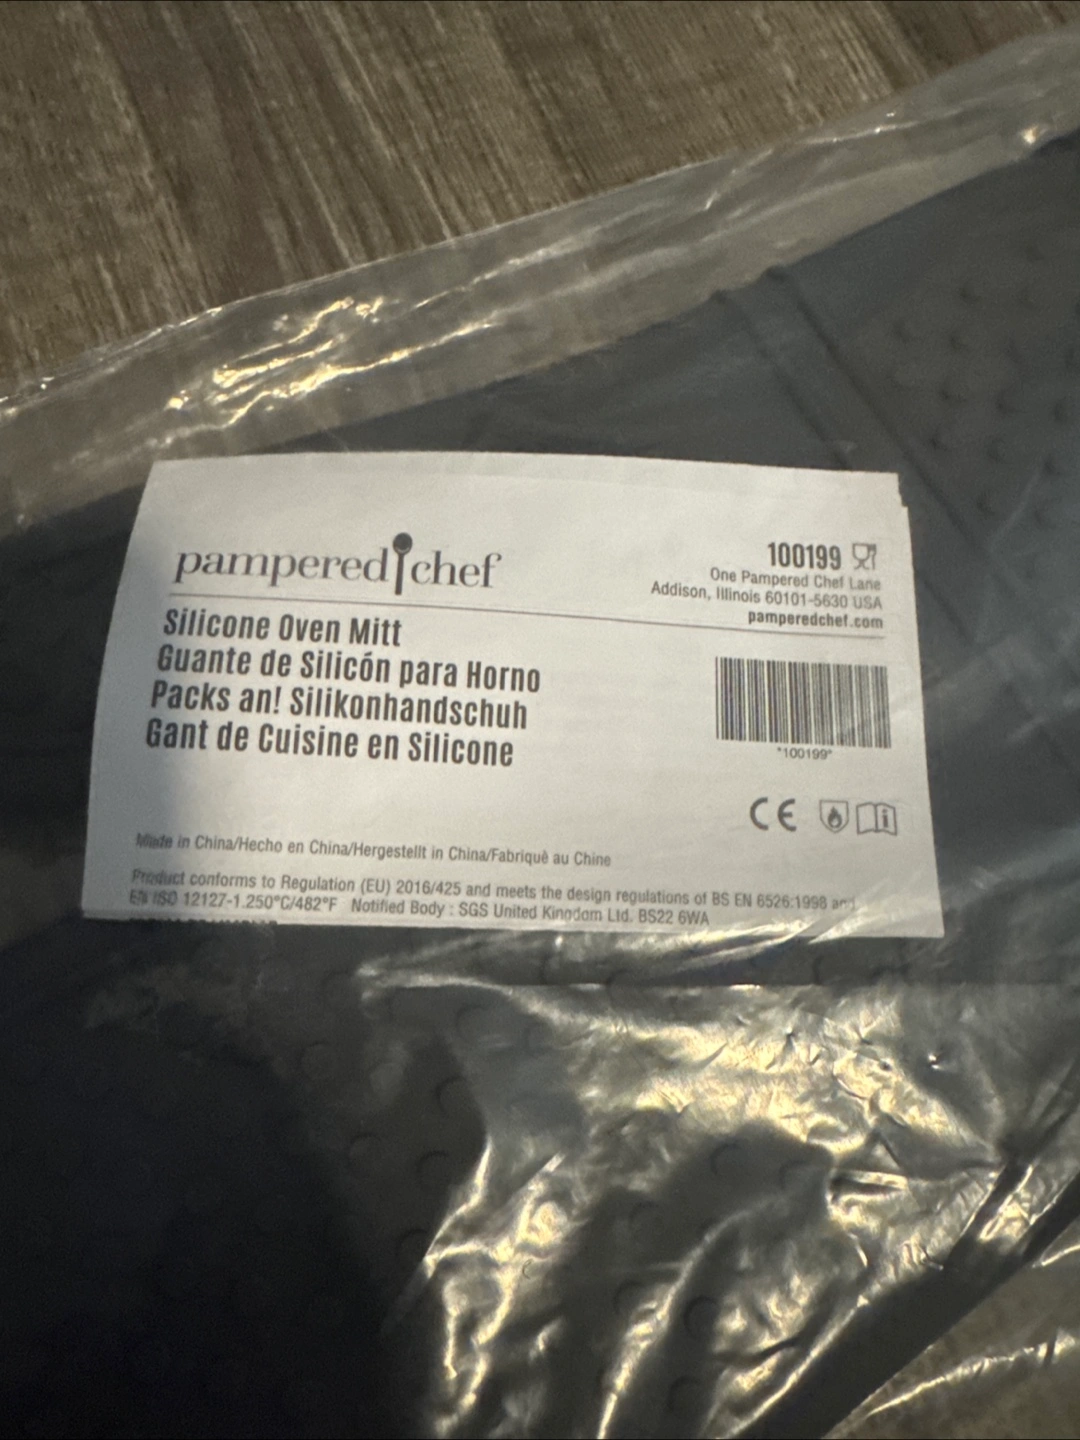 pampered chef
100199
One Pampered Chef Lane
Addison, Illinois 60101-5630 USA
pamperedchef.com
Silicone Oven Mitt
Guante de Silicón para Horno
Packs an! Silikonhandschuh
Gant de Cuisine en Silicone
*100199*
CE
Made in China/Hecho en China/Hergestellt in China/Fabriquè au Chine
Product conforms to Regulation (EU) 2016/425 and meets the design regulations of BS EN 6526:1998 and
EN ISO 12127-1.250°C/482°F Notified Body : SGS United Kingdom Ltd. BS22 6WA